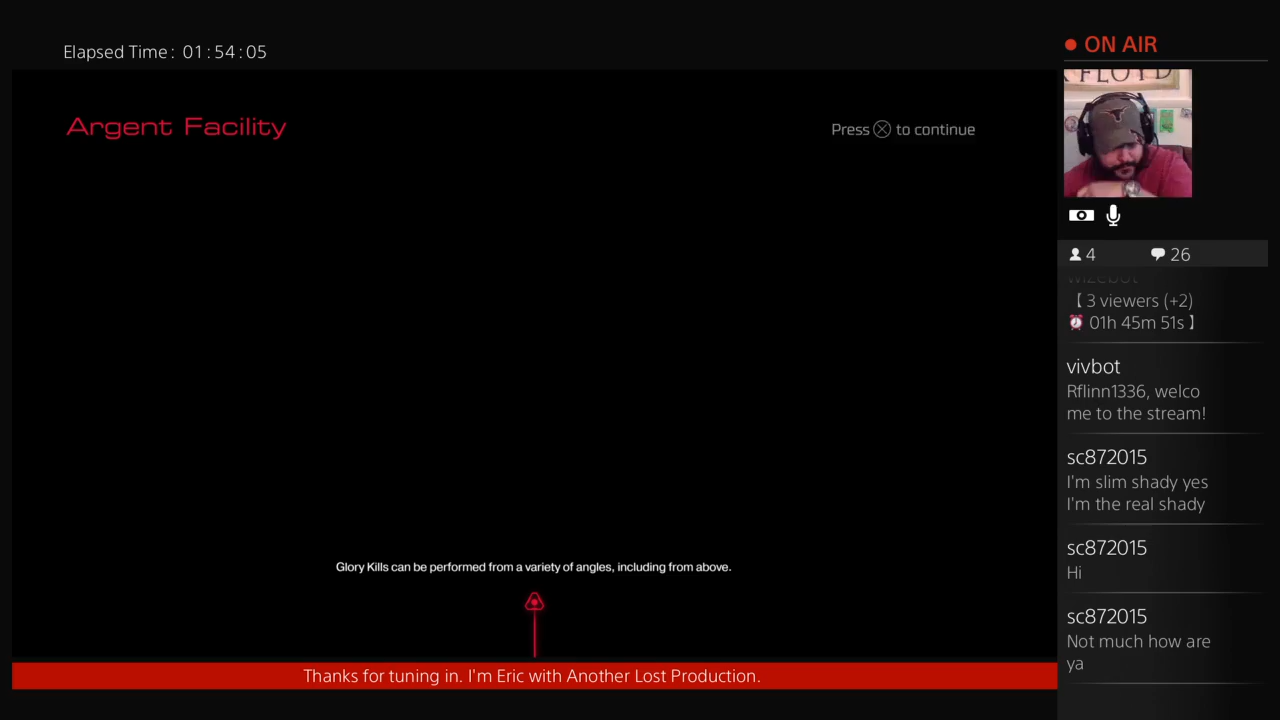 Elapsed Time: 01:54:05
ON AIR
FLOYD
Argent Facility
Press ⊗ to continue
4 26
wizebot
【 3 viewers (+2)
⏰ 01h 45m 51s 】
vivbot
Rflinn1336, welco
me to the stream!
sc872015
I'm slim shady yes
I'm the real shady
sc872015
Hi
sc872015
Not much how are
ya
Glory Kills can be performed from a variety of angles, including from above.
Thanks for tuning in. I'm Eric with Another Lost Production.